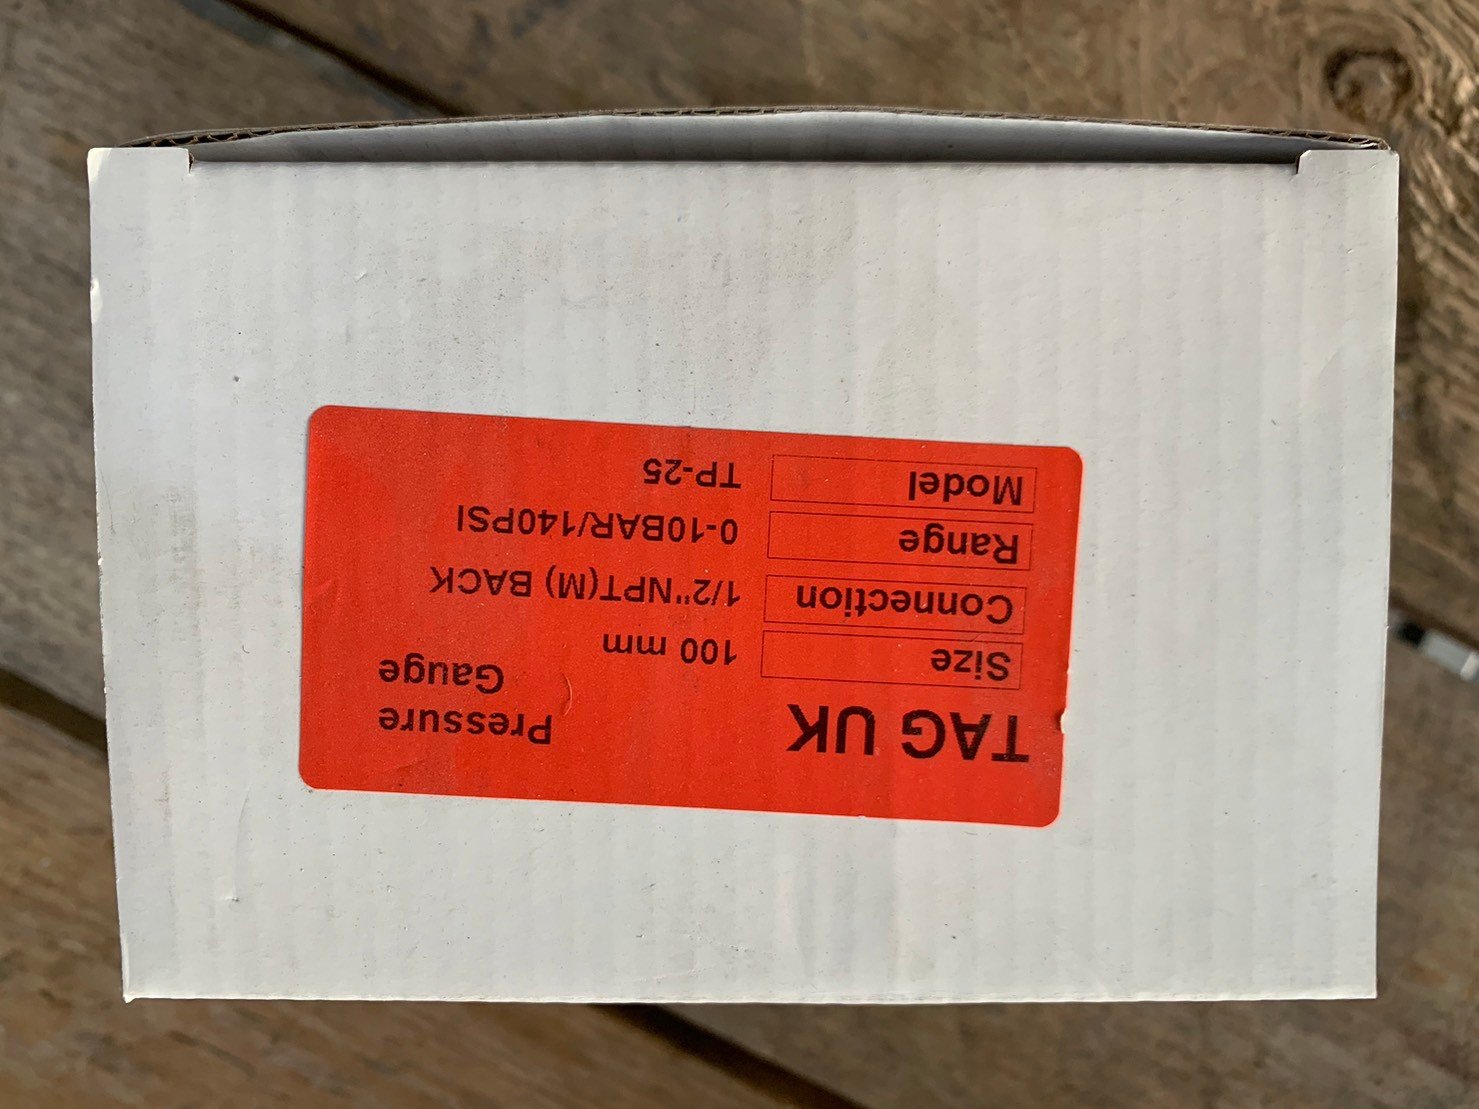 TAG UK Pressure
Gauge
Size 100 mm
Connection 1/2"NPT(M) BACK
Range 0-10BAR/140PSI
Model TP-25